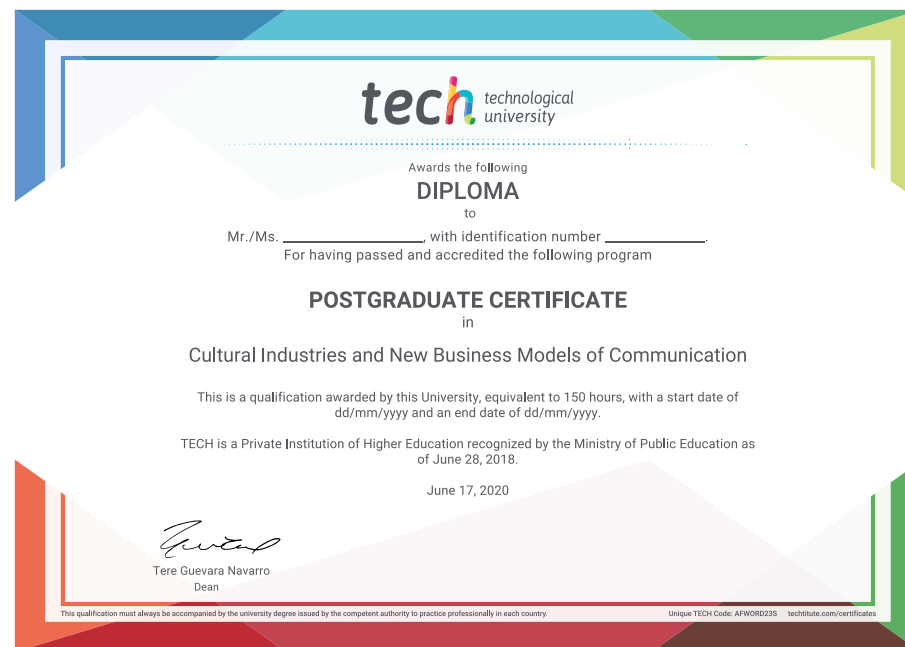 tech technological
university
Awards the following
DIPLOMA
to
Mr./Ms. ____________, with identification number ____________.
For having passed and accredited the following program
POSTGRADUATE CERTIFICATE
in
Cultural Industries and New Business Models of Communication
This is a qualification awarded by this University, equivalent to 150 hours, with a start date of
dd/mm/yyyy and an end date of dd/mm/yyyy.
TECH is a Private Institution of Higher Education recognized by the Ministry of Public Education as
of June 28, 2018.
June 17, 2020
Tere Guevara Navarro
Dean
This qualification must always be accompanied by the university degree issued by the competent authority to practice professionally in each country. Unique TECH Code: AFWORD23S techtitute.com/certificates